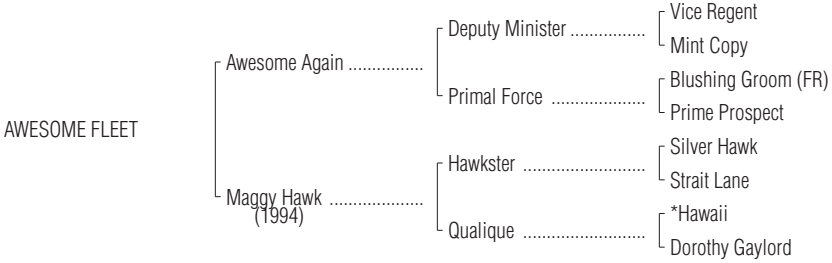 Vice Regent
Deputy Minister ................
Mint Copy
Awesome Again ................
Blushing Groom (FR)
Primal Force ....................
Prime Prospect
AWESOME FLEET
Silver Hawk
Hawkster ..........................
Strait Lane
Maggy Hawk ....................
(1994)
*Hawaii
Qualique ..........................
Dorothy Gaylord